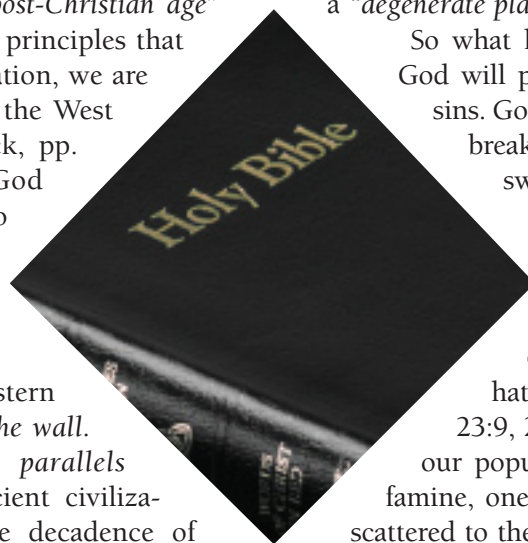 post-Christian age"
principles that
ation, we are
the West
k, pp.
God
stern
he wall.
parallels
cient civiliza-
e decadence of
Holy Bible
a "degenerate pla
So what
God will p
sins. Go
break
sw
hat
23:9, 2
our popu
famine, one
scattered to the